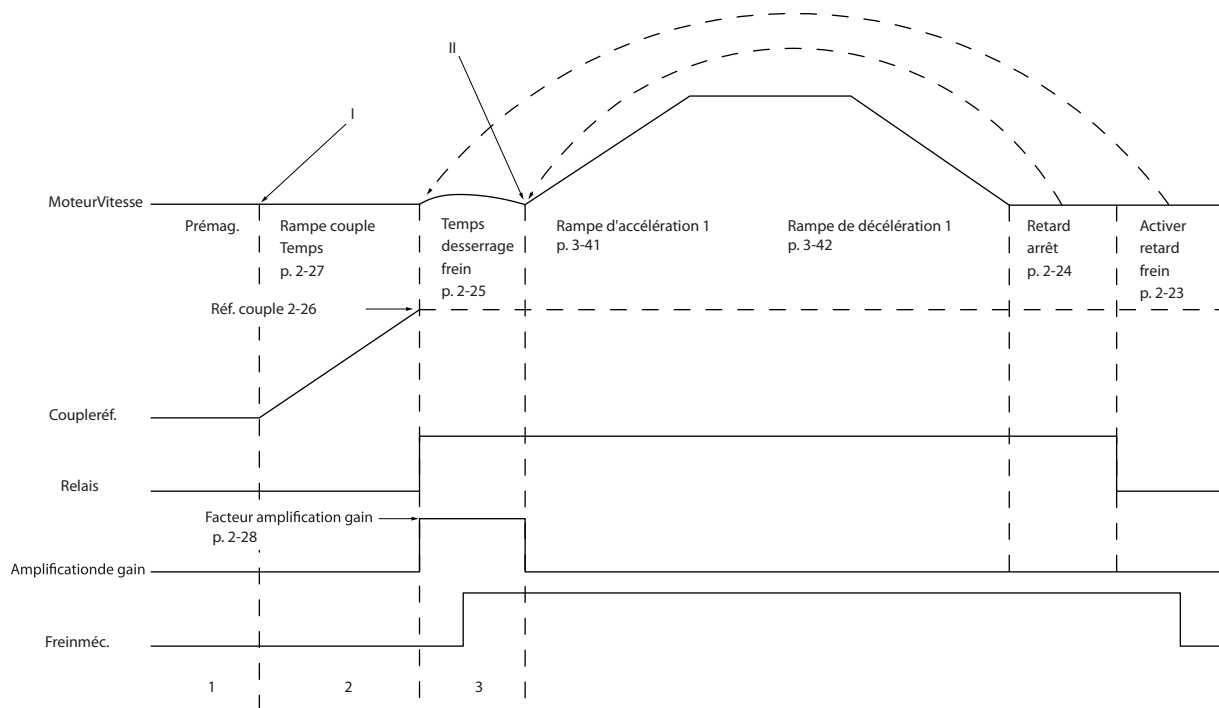 II
I
MoteurVitesse
Prémag.
Rampe couple
Temps
p. 2-27
Temps
desserrage
frein
p. 2-25
Rampe d'accélération 1
p. 3-41
Rampe de décélération 1
p. 3-42
Retard
arrêt
p. 2-24
Activer
retard
frein
p. 2-23
Réf. couple 2-26
Coupleréf.
Relais
Facteur amplification gain
p. 2-28
Amplificationde gain
Freinméc.
1
2
3